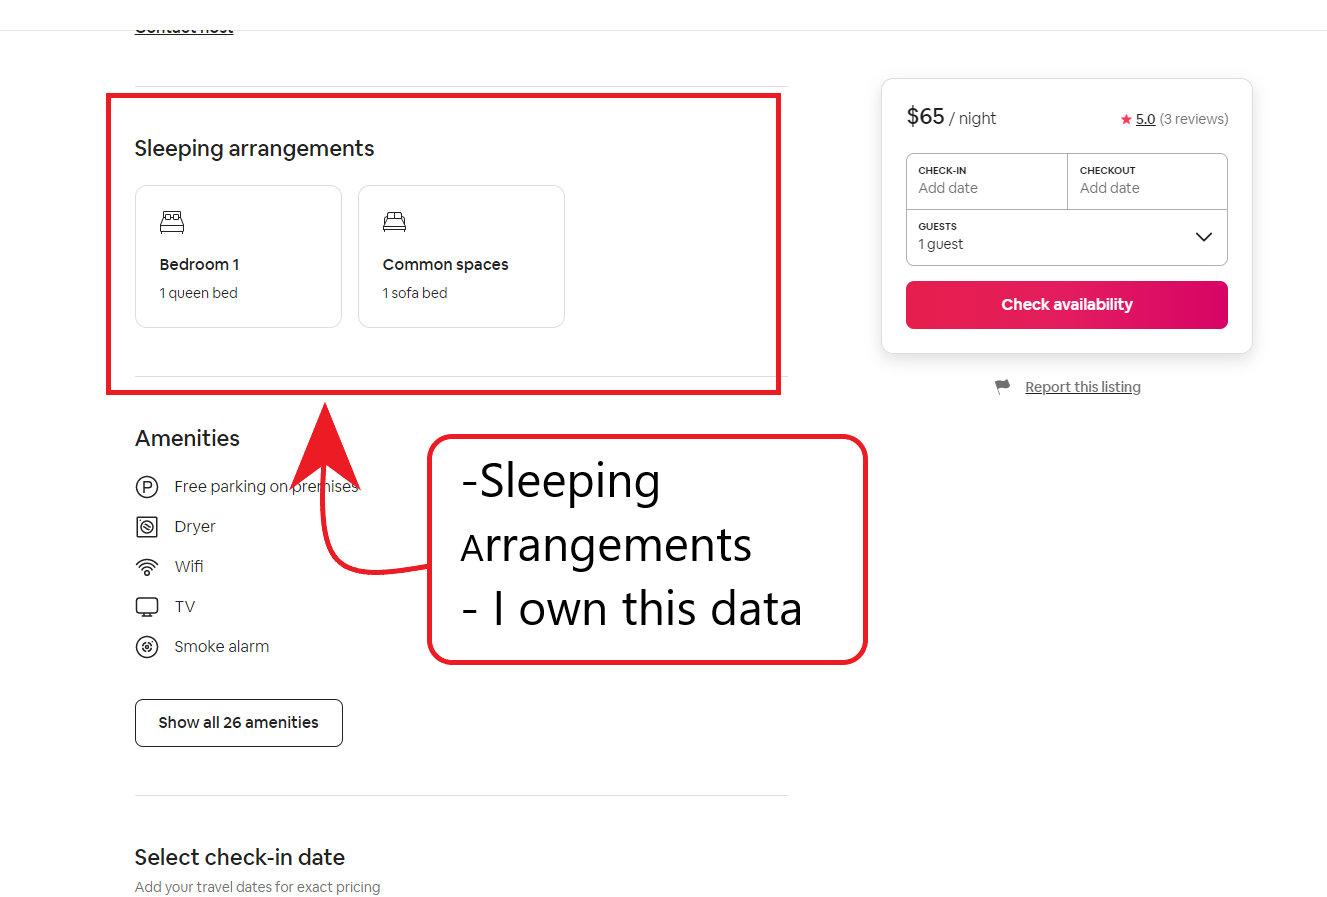 Contact host
Sleeping arrangements
Bedroom 1
1 queen bed
Common spaces
1 sofa bed
$65 / night
5.0 (3 reviews)
CHECK-IN
Add date
CHECKOUT
Add date
GUESTS
1 guest
Check availability
Report this listing
Amenities
Free parking on premises
Dryer
Wifi
TV
Smoke alarm
Show all 26 amenities
-Sleeping
Arrangements
- I own this data
Select check-in date
Add your travel dates for exact pricing